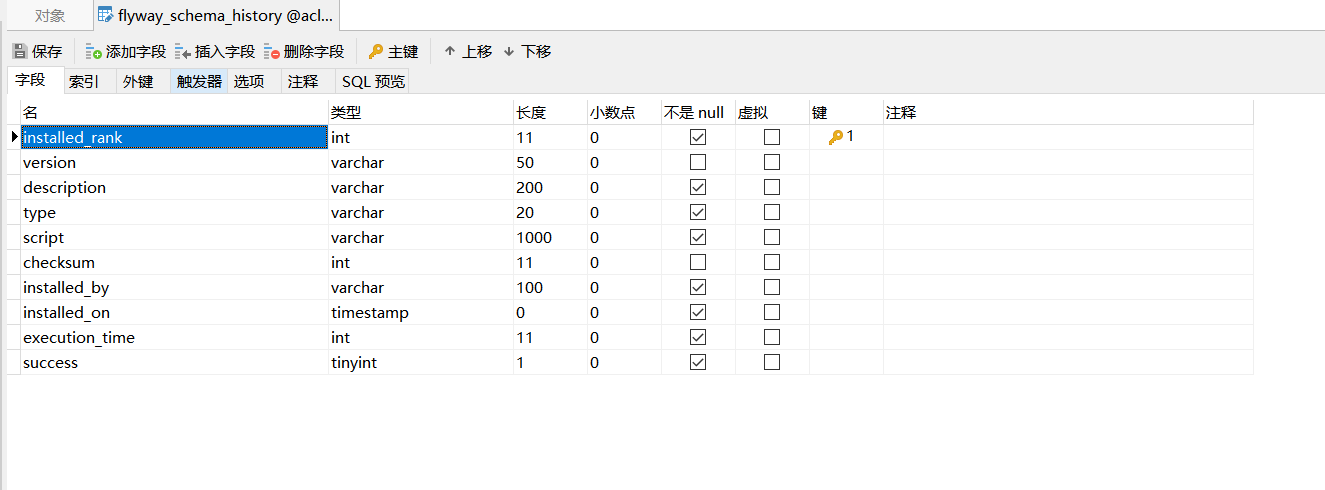 对象 flyway_schema_history @acl...
保存 添加字段 插入字段 删除字段 主键 上移 下移
字段 索引 外键 触发器 选项 注释 SQL 预览
名 类型 长度 小数点 不是 null 虚拟 键 注释
installed_rank int 11 0 1
version varchar 50 0
description varchar 200 0
type varchar 20 0
script varchar 1000 0
checksum int 11 0
installed_by varchar 100 0
installed_on timestamp 0 0
execution_time int 11 0
success tinyint 1 0